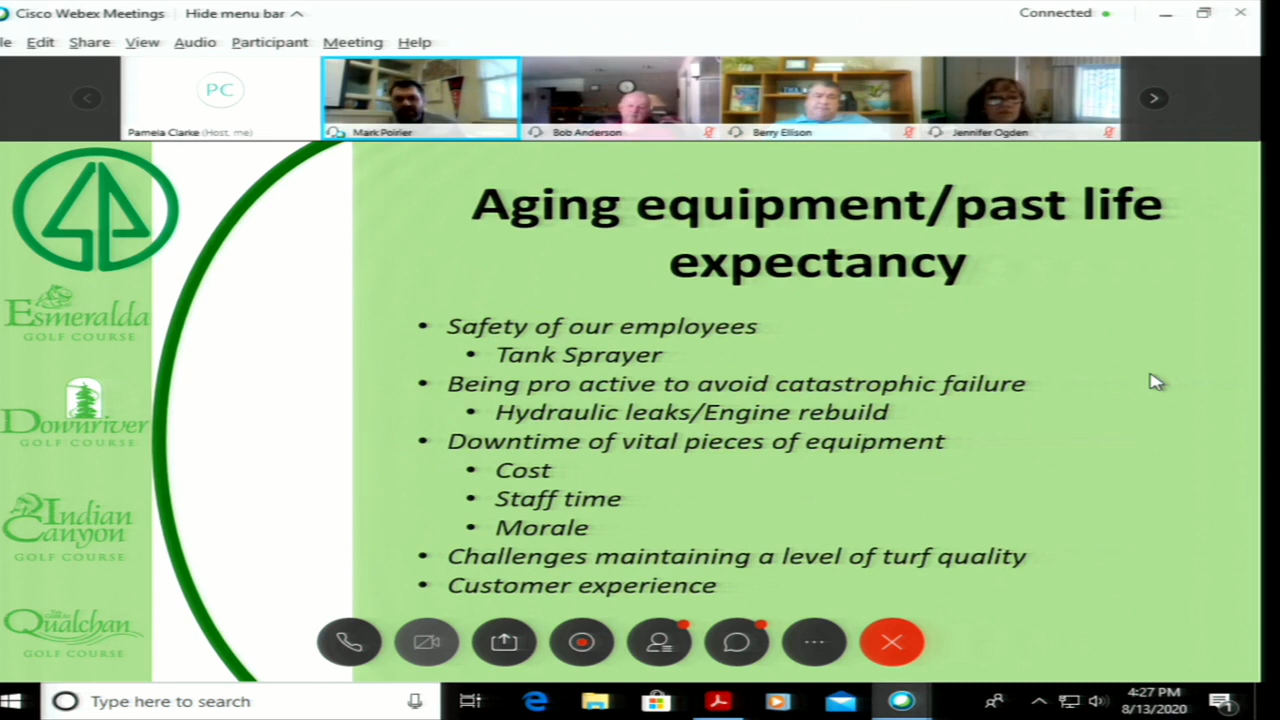 Cisco Webex Meetings Hide menu bar Connected
le Edit Share View Audio Participant Meeting Help
PC
Pamela Clarke (Host, me) Mark Poirier Bob Anderson Berry Ellison Jennifer Ogden
Aging equipment/past life
expectancy
• Safety of our employees
• Tank Sprayer
• Being pro active to avoid catastrophic failure
• Hydraulic leaks/Engine rebuild
• Downtime of vital pieces of equipment
• Cost
• Staff time
• Morale
• Challenges maintaining a level of turf quality
• Customer experience
Esmeralda
GOLF COURSE
Downriver
GOLF COURSE
Indian
Canyon
GOLF COURSE
Qualchan
GOLF COURSE
Type here to search
4:27 PM
8/13/2020
1